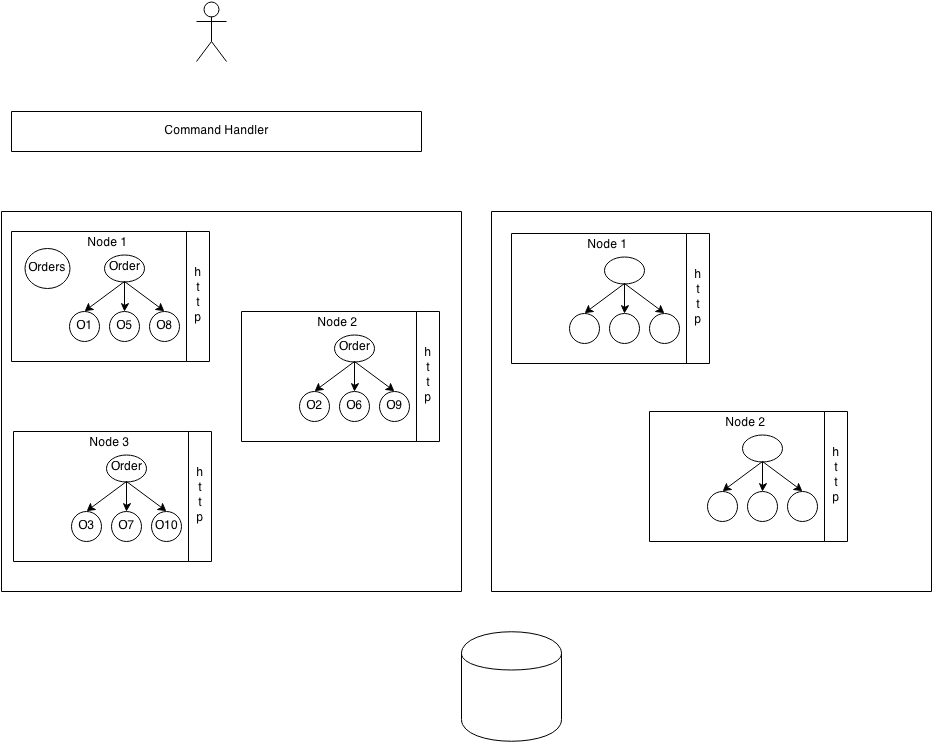 Command Handler
Node 1
Orders
Order
O1
O5
O8
h
t
t
p
Node 2
Order
O2
O6
O9
h
t
t
p
Node 3
Order
O3
O7
O10
h
t
t
p
Node 1
h
t
t
p
Node 2
h
t
t
p